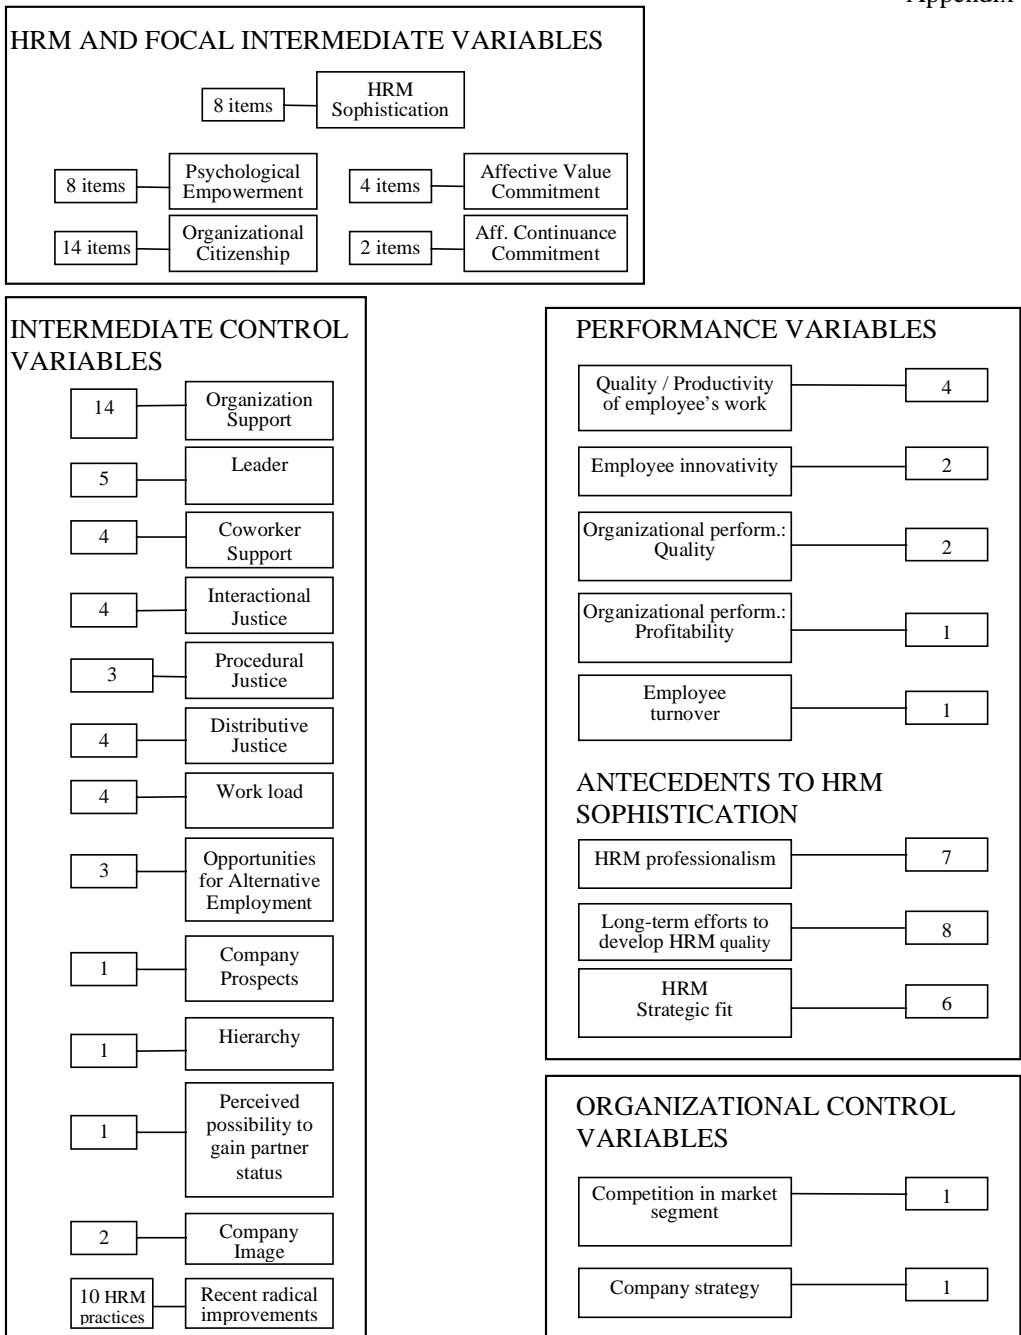 Appendix
HRM AND FOCAL INTERMEDIATE VARIABLES
8 items
HRM
Sophistication
8 items
Psychological
Empowerment
4 items
Affective Value
Commitment
14 items
Organizational
Citizenship
2 items
Aff. Continuance
Commitment
INTERMEDIATE CONTROL
VARIABLES
14
Organization
Support
5
Leader
4
Coworker
Support
4
Interactional
Justice
3
Procedural
Justice
4
Distributive
Justice
4
Work load
3
Opportunities
for Alternative
Employment
1
Company
Prospects
1
Hierarchy
1
Perceived
possibility to
gain partner
status
2
Company
Image
10 HRM
practices
Recent radical
improvements
PERFORMANCE VARIABLES
Quality / Productivity
of employee's work
4
Employee innovativity
2
Organizational perform.:
Quality
2
Organizational perform.:
Profitability
1
Employee
turnover
1
ANTECEDENTS TO HRM
SOPHISTICATION
HRM professionalism
7
Long-term efforts to
develop HRM quality
8
HRM
Strategic fit
6
ORGANIZATIONAL CONTROL
VARIABLES
Competition in market
segment
1
Company strategy
1